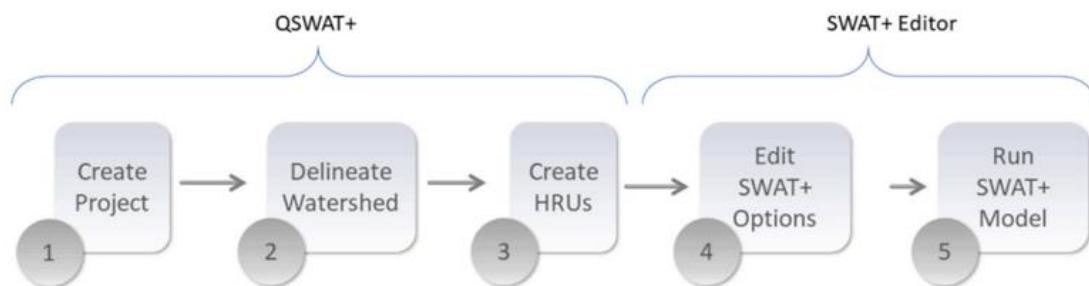 QSWAT+
SWAT+ Editor
Create
Project
1
Delineate
Watershed
2
Create
HRUs
3
Edit
SWAT+
Options
4
Run
SWAT+
Model
5